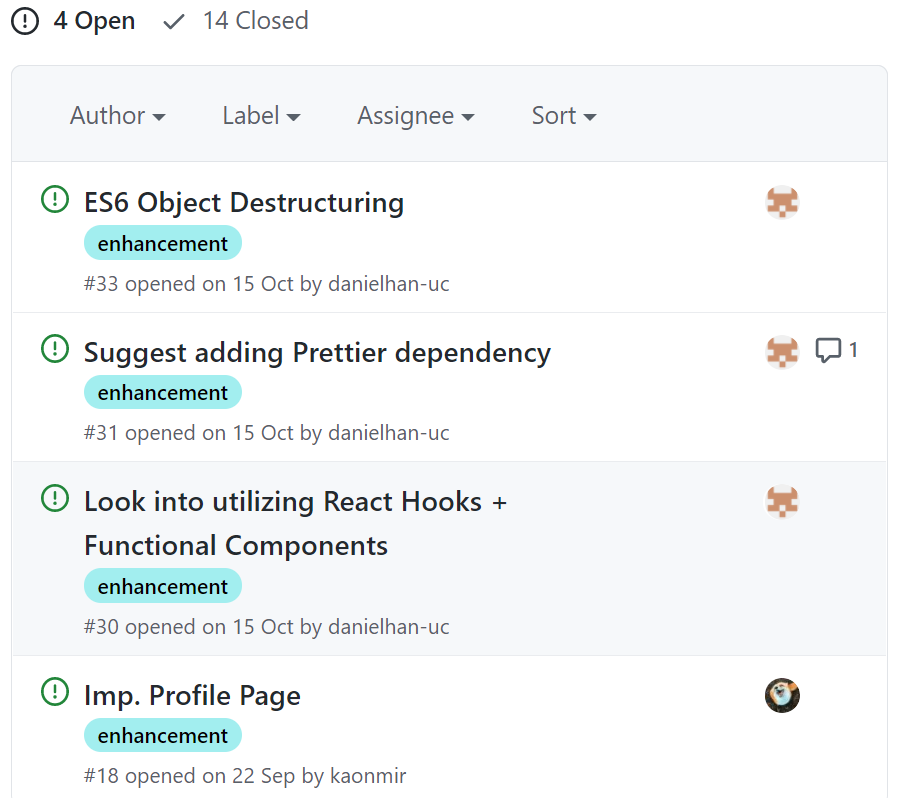 4 Open 14 Closed
Author Label Assignee Sort
ES6 Object Destructuring
enhancement
#33 opened on 15 Oct by danielhan-uc
Suggest adding Prettier dependency 1
enhancement
#31 opened on 15 Oct by danielhan-uc
Look into utilizing React Hooks +
Functional Components
enhancement
#30 opened on 15 Oct by danielhan-uc
Imp. Profile Page
enhancement
#18 opened on 22 Sep by kaonmir